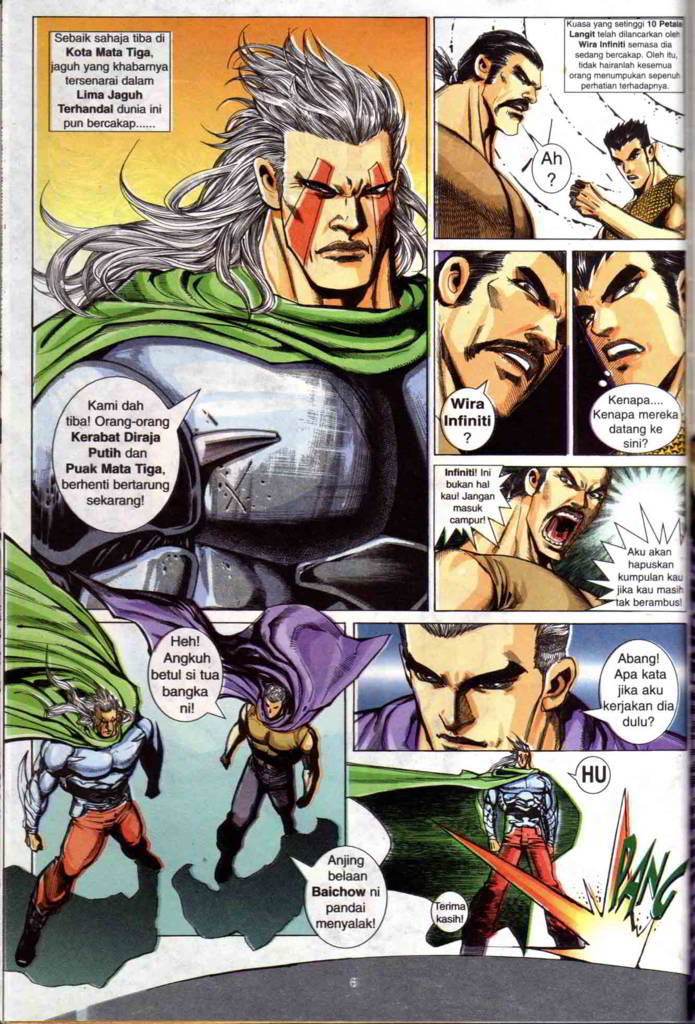 Sebaik sahaja tiba di
Kota Mata Tiga,
jaguh yang khabarnya
tersenarai dalam
Lima Jaguh
Terhandal dunia ini
pun bercakap......
Kami dah
tiba! Orang-orang
Kerabat Diraja
Putih dan
Puak Mata Tiga,
berhenti bertarung
sekarang!
Kuasa yang setinggi 10 Petala
Langit telah dilancarkan oleh
Wira Infiniti semasa dia
sedang bercakap. Oleh itu,
tidak hairanlah kesemua
orang menumpukan sepenuh
perhatian terhadapnya.
Ah
?
Wira
Infiniti
?
Kenapa....
Kenapa mereka
datang ke
sini?
Infiniti! Ini
bukan hal
kau! Jangan
masuk
campur!
Aku akan
hapuskan
kumpulan kau
jika kau masih
tak berambus!
Heh!
Angkuh
betul si tua
bangka
ni!
Anjing
belaan
Baichow ni
pandai
menyalak!
Abang!
Apa kata
jika aku
kerjakan dia
dulu?
HU
Terima
kasih!
PANG
6